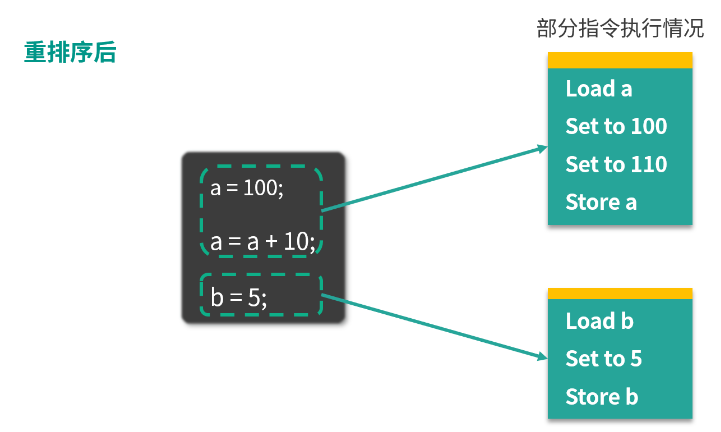 部分指令执行情况
重排序后
a = 100;
a = a + 10;
b = 5;
Load a
Set to 100
Set to 110
Store a
Load b
Set to 5
Store b